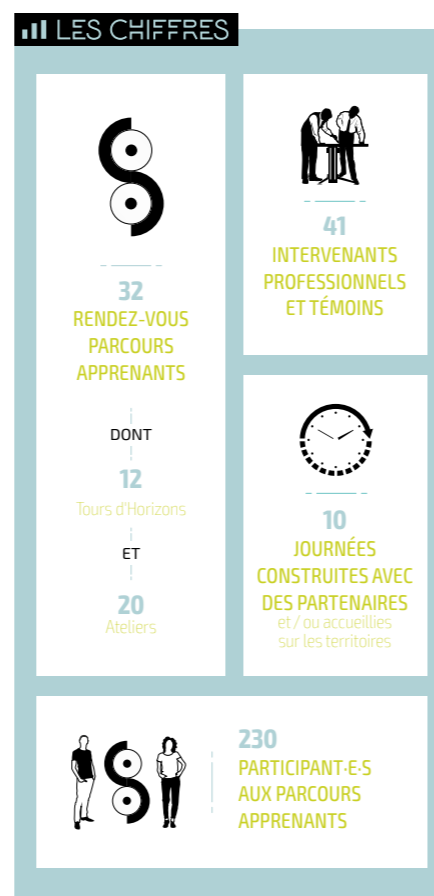 LES CHIFFRES
32
RENDEZ-VOUS
PARCOURS
APPRENANTS
DONT
12
Tours d'Horizons
ET
20
Ateliers
41
INTERVENANTS
PROFESSIONNELS
ET TÉMOINS
10
JOURNÉES
CONSTRUITES AVEC
DES PARTENAIRES
et / ou accueillies
sur les territoires
230
PARTICIPANT·E·S
AUX PARCOURS
APPRENANTS